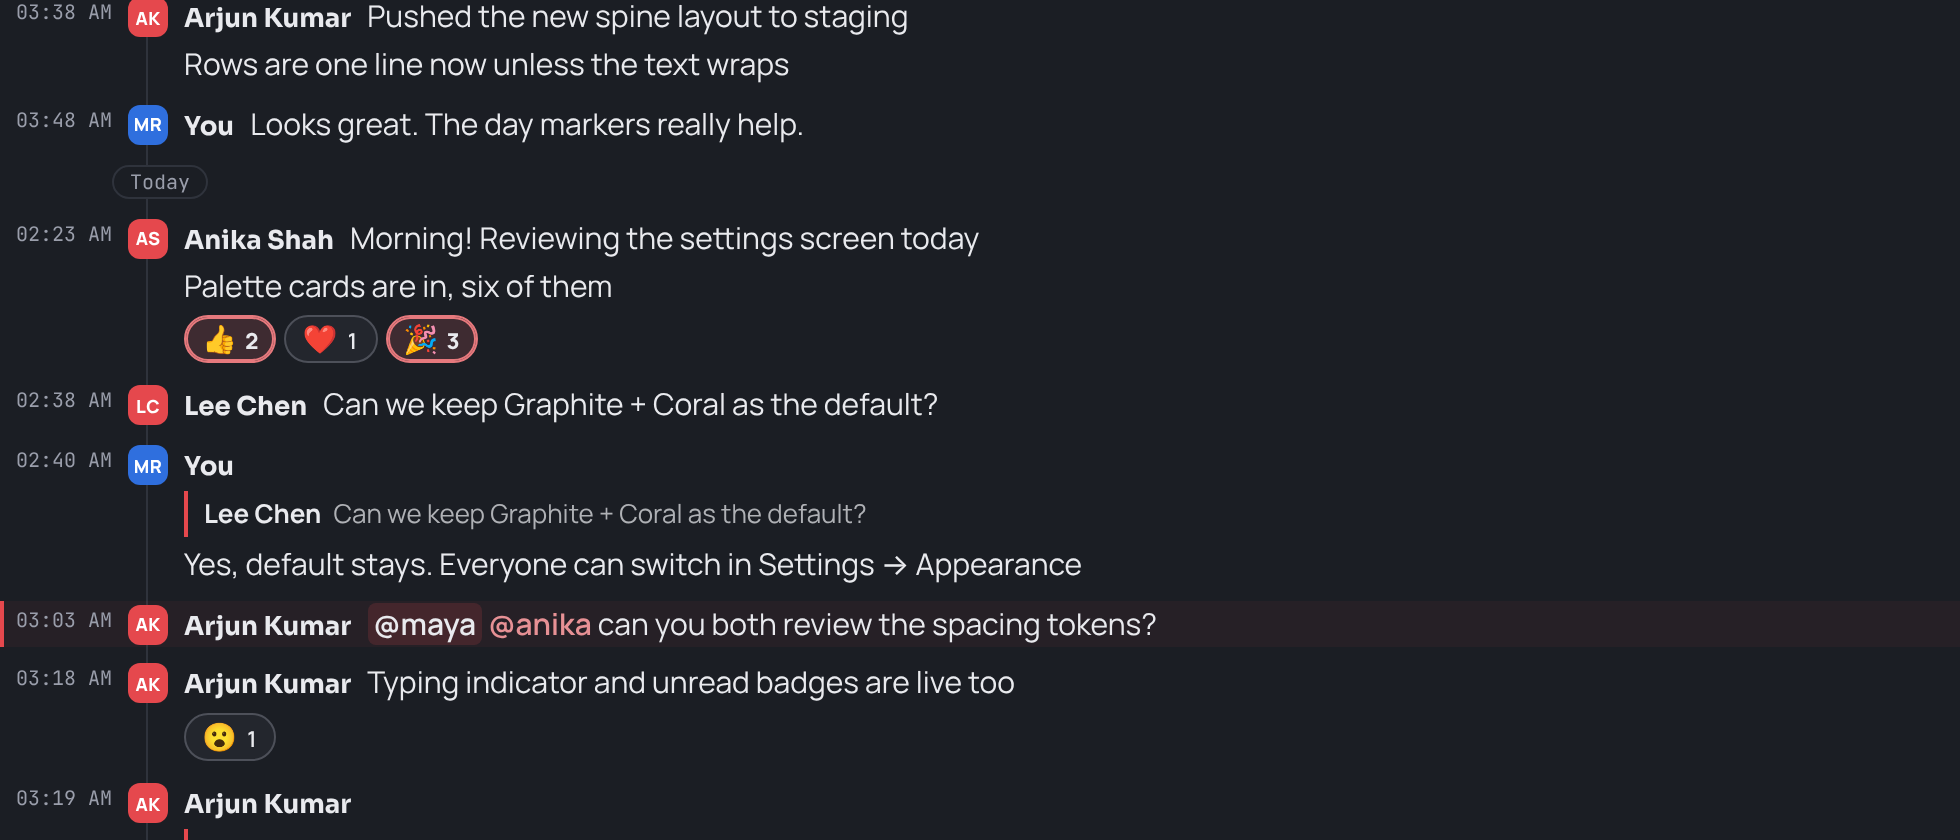 03:38 AM AK Arjun Kumar Pushed the new spine layout to staging
Rows are one line now unless the text wraps
03:48 AM MR You Looks great. The day markers really help.
Today
02:23 AM AS Anika Shah Morning! Reviewing the settings screen today
Palette cards are in, six of them
👍 2 ❤️ 1 🎉 3
02:38 AM LC Lee Chen Can we keep Graphite + Coral as the default?
02:40 AM MR You
Lee Chen Can we keep Graphite + Coral as the default?
Yes, default stays. Everyone can switch in Settings → Appearance
03:03 AM AK Arjun Kumar @maya @anika can you both review the spacing tokens?
03:18 AM AK Arjun Kumar Typing indicator and unread badges are live too
😮 1
03:19 AM AK Arjun Kumar